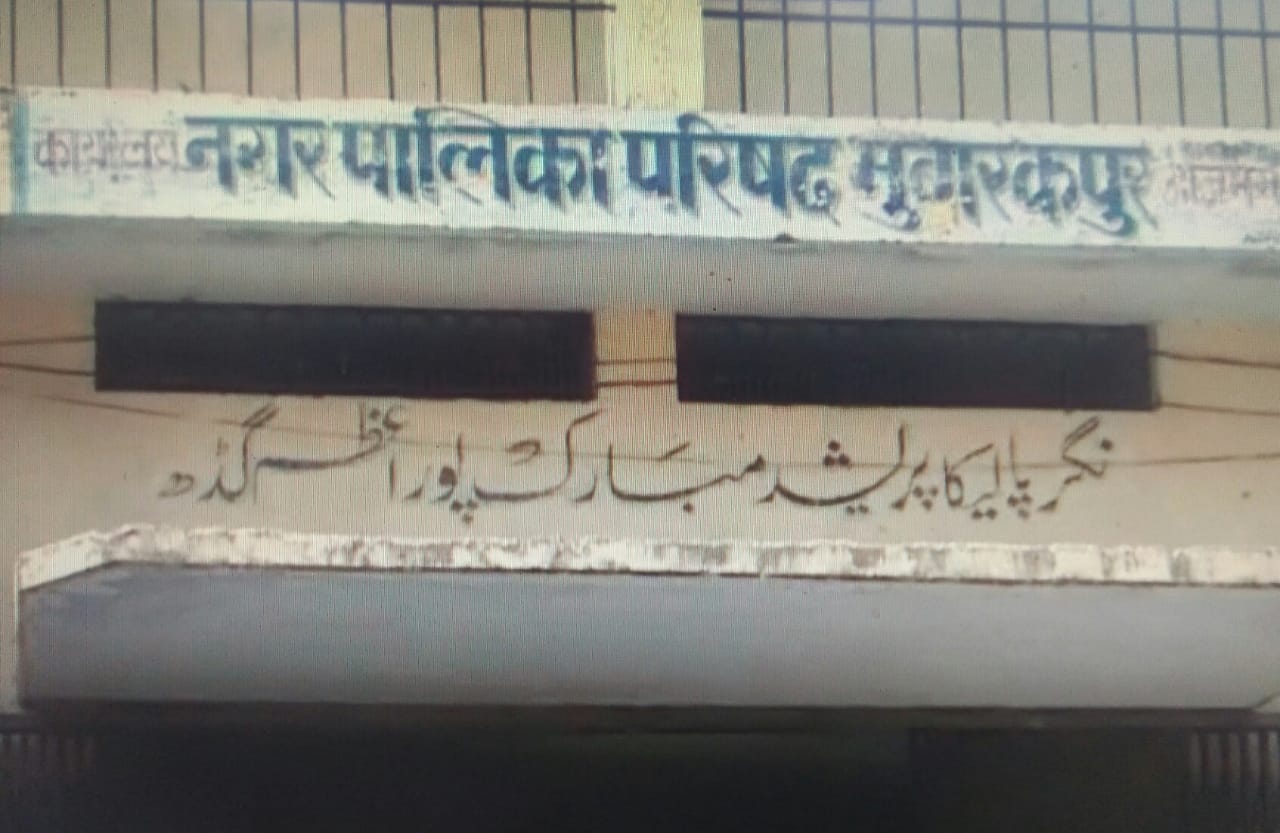 कार्यालय नगर पालिका परिषद मुबारकपुर
نگر پالیکا پریشد مبارک پور اعظم گڈھ